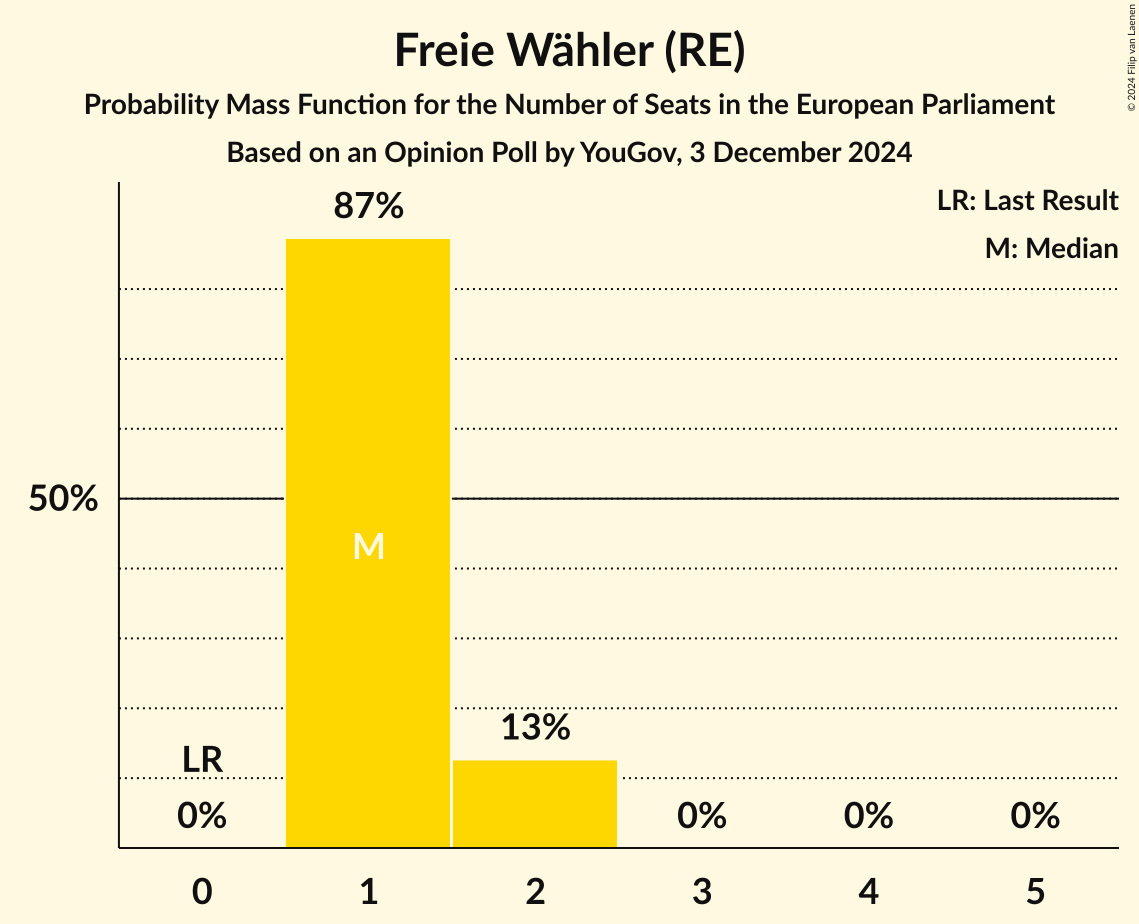 Freie Wähler (RE)
Probability Mass Function for the Number of Seats in the European Parliament
Based on an Opinion Poll by YouGov, 3 December 2024
© 2024 Filip van Laenen
LR: Last Result
M: Median
87%
50%
M
13%
LR
0%
0%
0%
0%
0
1
2
3
4
5